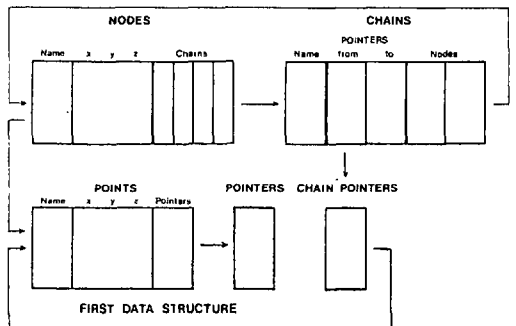 NODES CHAINS
POINTERS
Name x y z Chains Name from to Nodes
POINTS POINTERS CHAIN POINTERS
Name x y z Pointers
FIRST DATA STRUCTURE